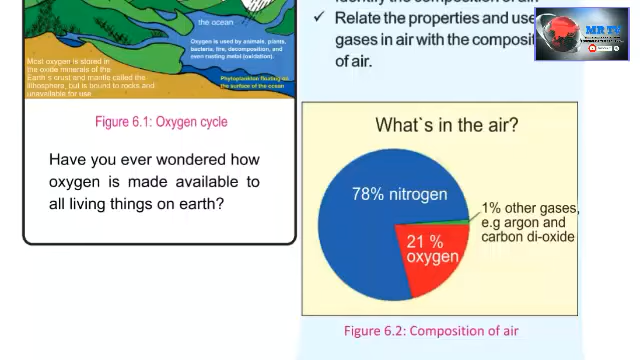 the ocean
Oxygen is used by animals, plants,
bacteria, fire, decomposition, and
even rusting metal (oxidation).
Most oxygen is stored in
the oxide minerals of the
Earth's crust and mantle called the
lithosphere, but is bound to rocks and
unavailable for use
Phytoplankton floating on
the surface of the ocean
Figure 6.1: Oxygen cycle
Have you ever wondered how
oxygen is made available to
all living things on earth?
Identify the composition of air
✓ Relate the properties and use
gases in air with the composit
of air.
MR T
What`s in the air?
78% nitrogen
1% other gases,
e.g argon and
carbon di-oxide
21 %
oxygen
Figure 6.2: Composition of air